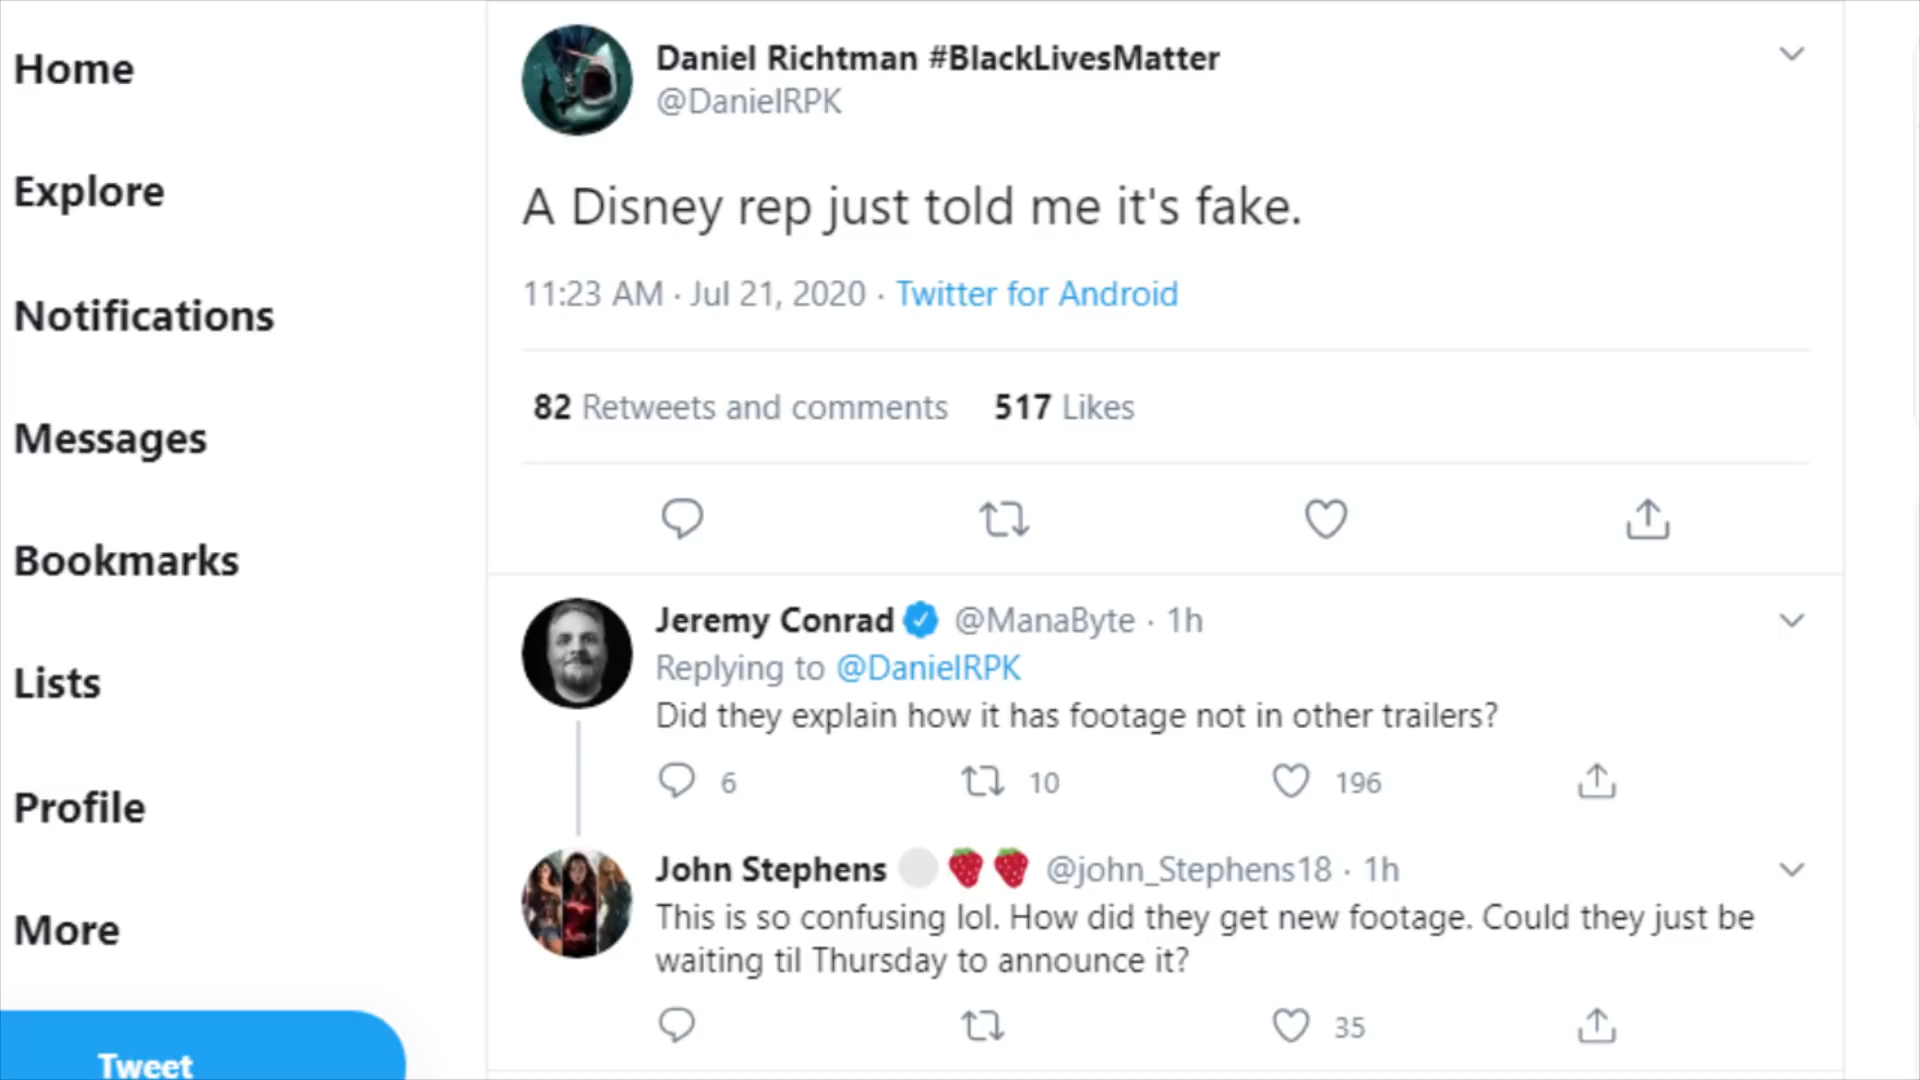 Home
Explore
Notifications
Messages
Bookmarks
Lists
Profile
More
Tweet
Daniel Richtman #BlackLivesMatter
@DanielRPK
A Disney rep just told me it's fake.
11:23 AM · Jul 21, 2020 · Twitter for Android
82 Retweets and comments 517 Likes
Jeremy Conrad @ManaByte · 1h
Replying to @DanielRPK
Did they explain how it has footage not in other trailers?
6 10 196
John Stephens 🍓🍓 @john_Stephens18 · 1h
This is so confusing lol. How did they get new footage. Could they just be
waiting til Thursday to announce it?
35